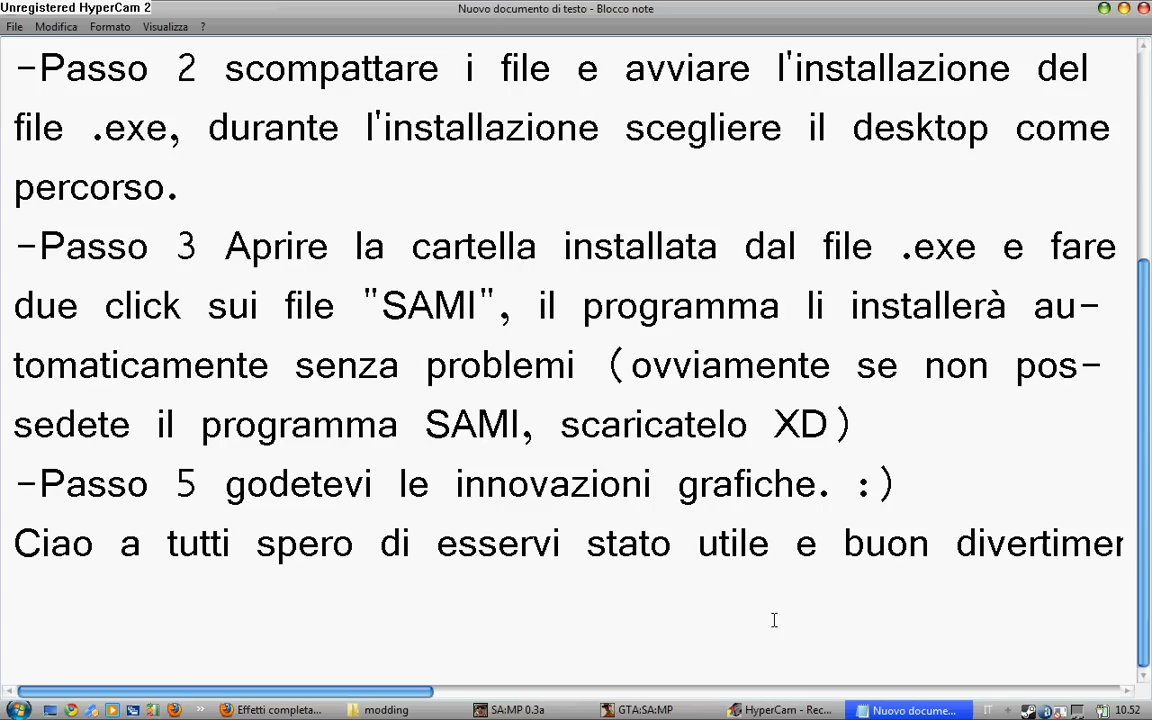 Unregistered HyperCam 2
Nuovo documento di testo - Blocco note
File Modifica Formato Visualizza ?
-Passo 2 scompattare i file e avviare l'installazione del
file .exe, durante l'installazione scegliere il desktop come
percorso.
-Passo 3 Aprire la cartella installata dal file .exe e fare
due click sui file "SAMI", il programma li installerà au-
tomaticamente senza problemi (ovviamente se non pos-
sedete il programma SAMI, scaricatelo XD)
-Passo 5 godetevi le innovazioni grafiche. :)
Ciao a tutti spero di esservi stato utile e buon divertimen
Effetti completa... modding SA:MP 0.3a GTA:SA:MP HyperCam - Rec... Nuovo docume... IT 10.52